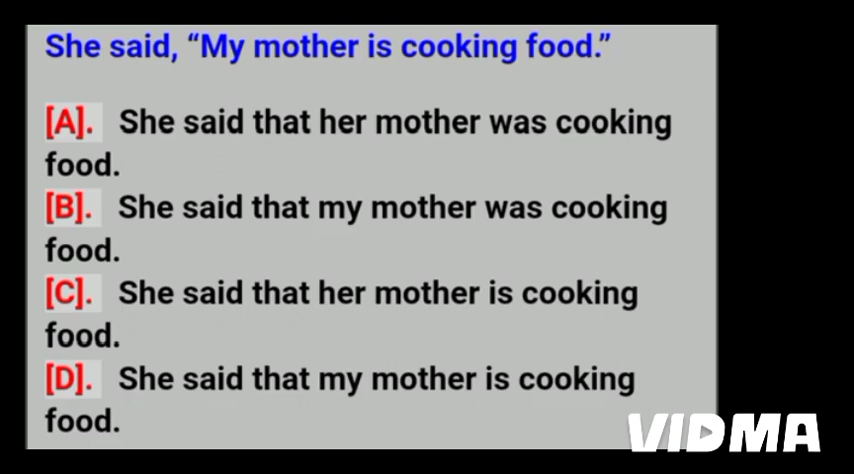 She said, “My mother is cooking food.”
[A]. She said that her mother was cooking
food.
[B]. She said that my mother was cooking
food.
[C]. She said that her mother is cooking
food.
[D]. She said that my mother is cooking
food.
VIDMA